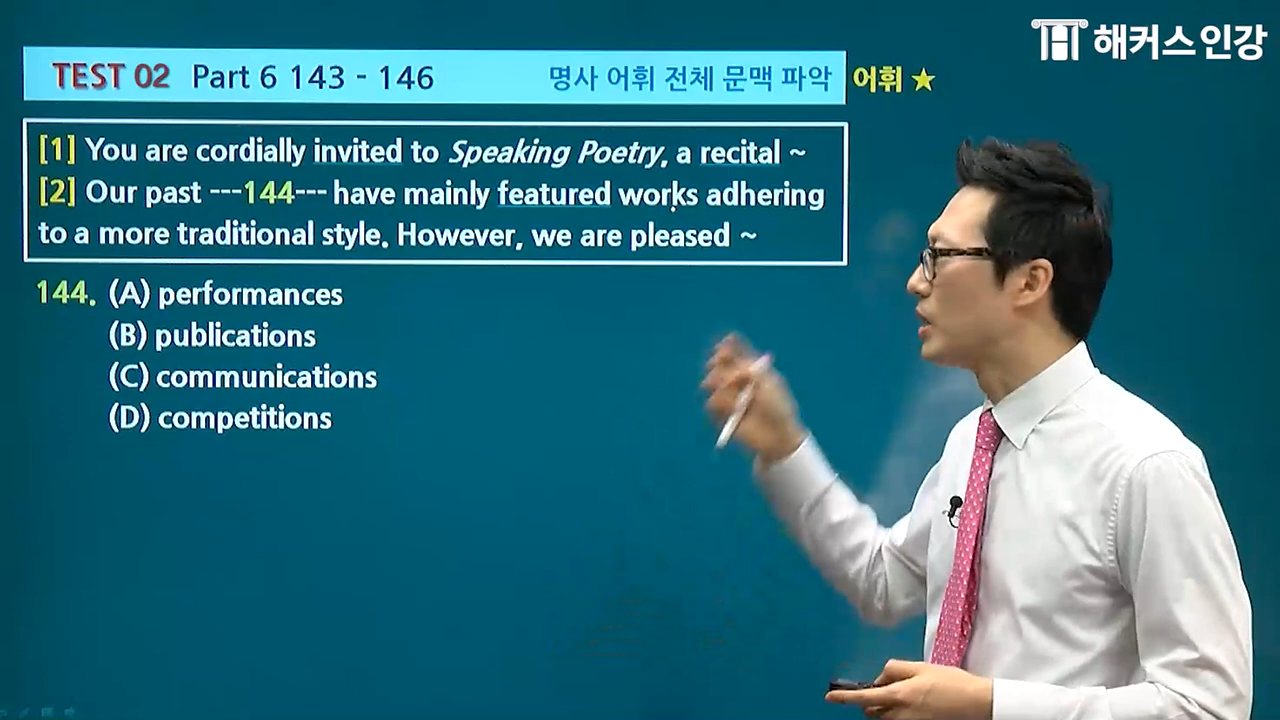 해커스인강
TEST 02 Part 6 143 - 146 명사 어휘 전체 문맥 파악 어휘 ★
[1] You are cordially invited to Speaking Poetry, a recital ~
[2] Our past ---144--- have mainly featured works adhering
to a more traditional style. However, we are pleased ~
144. (A) performances
(B) publications
(C) communications
(D) competitions